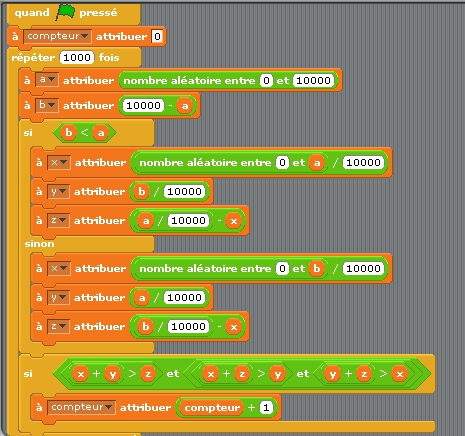 quand pressé
à compteur attribuer 0
répéter 1000 fois
à a attribuer nombre aléatoire entre 0 et 10000
à b attribuer 10000 - a
si b < a
à x attribuer nombre aléatoire entre 0 et a / 10000
à y attribuer b / 10000
à z attribuer a / 10000 - x
sinon
à x attribuer nombre aléatoire entre 0 et b / 10000
à y attribuer a / 10000
à z attribuer b / 10000 - x
si x + y > z et x + z > y et y + z > x
à compteur attribuer compteur + 1